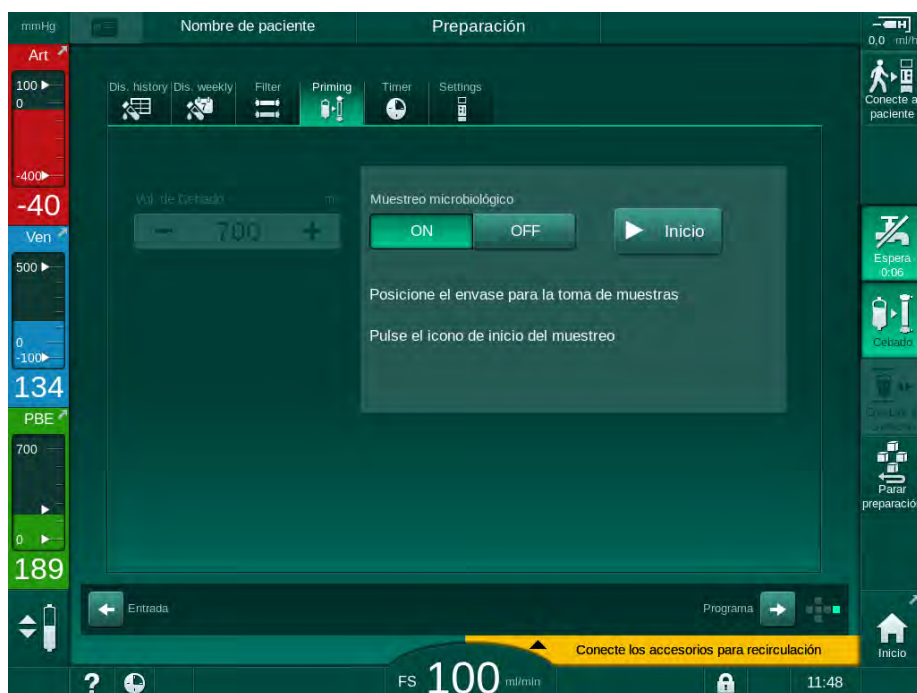 mmHg
Nombre de paciente
Preparación
0,0 ml/h
Art
100
0
-400
-40
Ven
500
0
-100
134
PBE
700
0
189
Dis. history
Dis. weekly
Filter
Priming
Timer
Settings
Vol. de Cebado
700
Muestreo microbiológico
ON
OFF
Inicio
Posicione el envase para la toma de muestras
Pulse el icono de inicio del muestreo
Conecte a
paciente
Espera
0:06
Cebado
Parar
preparació
Inicio
Entrada
Programa
Conecte los accesorios para recirculación
? FS 100 ml/min
11:48